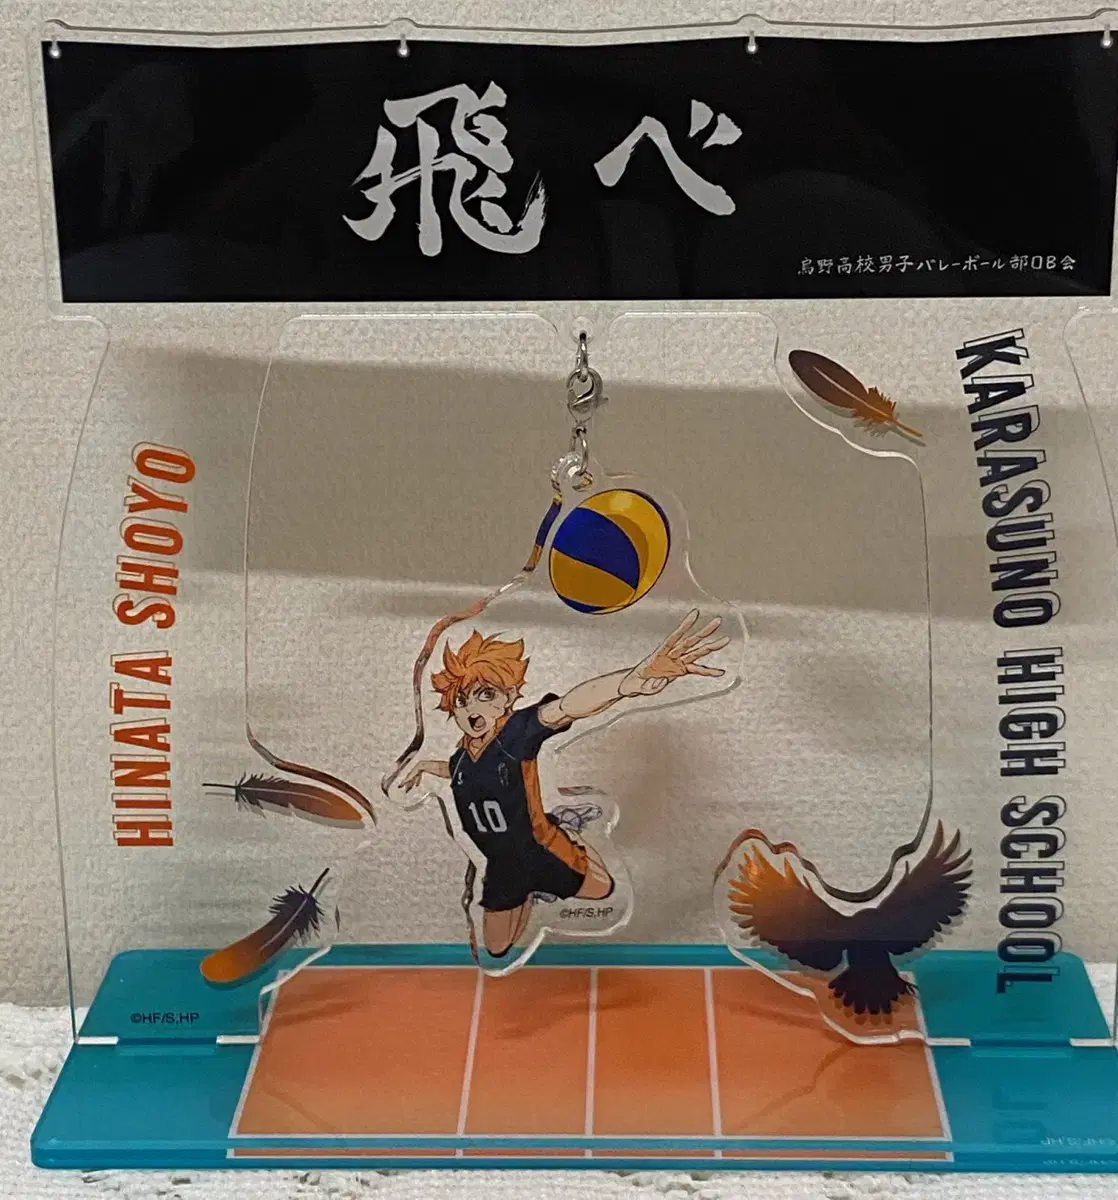 飛べ
烏野高校男子バレーボール部OB会
HINATA SHOYO
KARASUNO HIGH SCHOOL
10
©HF/S,HP
©HF/S,HP